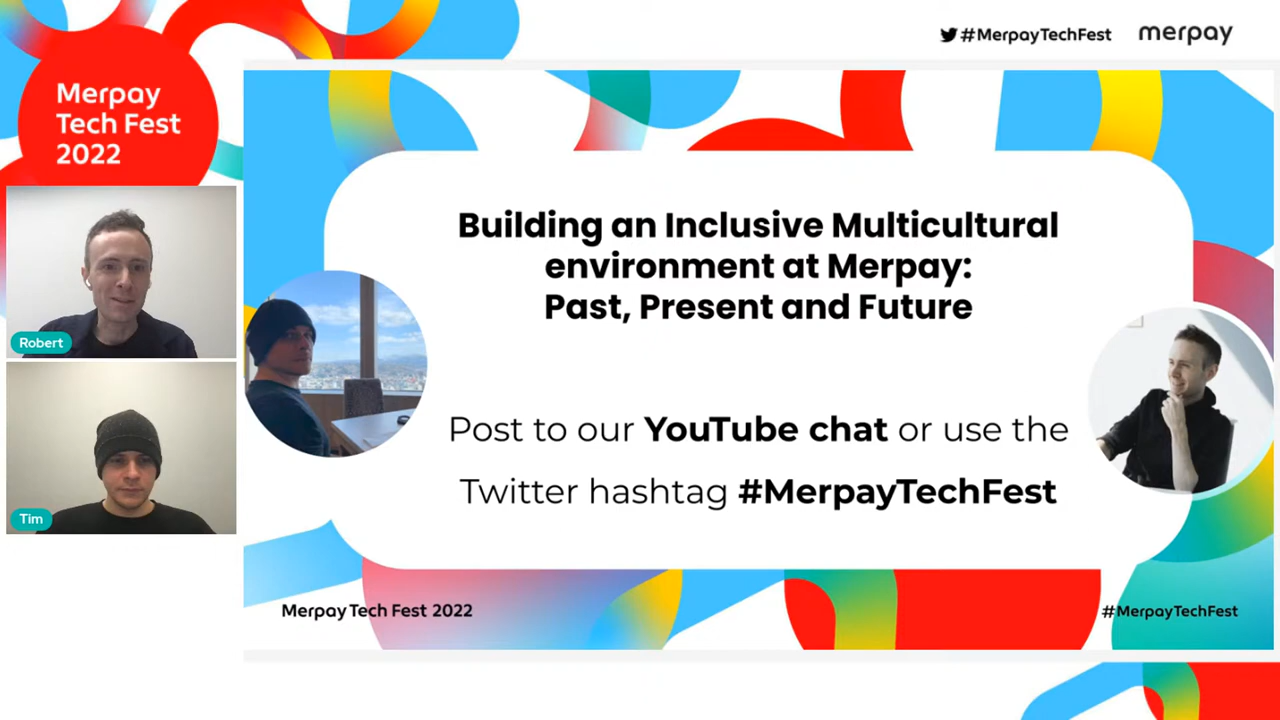 #MerpayTechFest
merpay
Merpay
Tech Fest
2022
Robert
Tim
Building an Inclusive Multicultural
environment at Merpay:
Past, Present and Future
Post to our YouTube chat or use the
Twitter hashtag #MerpayTechFest
Merpay Tech Fest 2022
#MerpayTechFest